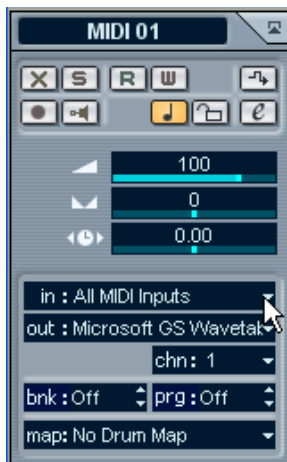 MIDI 01
X S R W
e
100
0
0.00
in : All MIDI Inputs
out : Microsoft GS Wavetak
chn: 1
bnk : Off prg : Off
map: No Drum Map